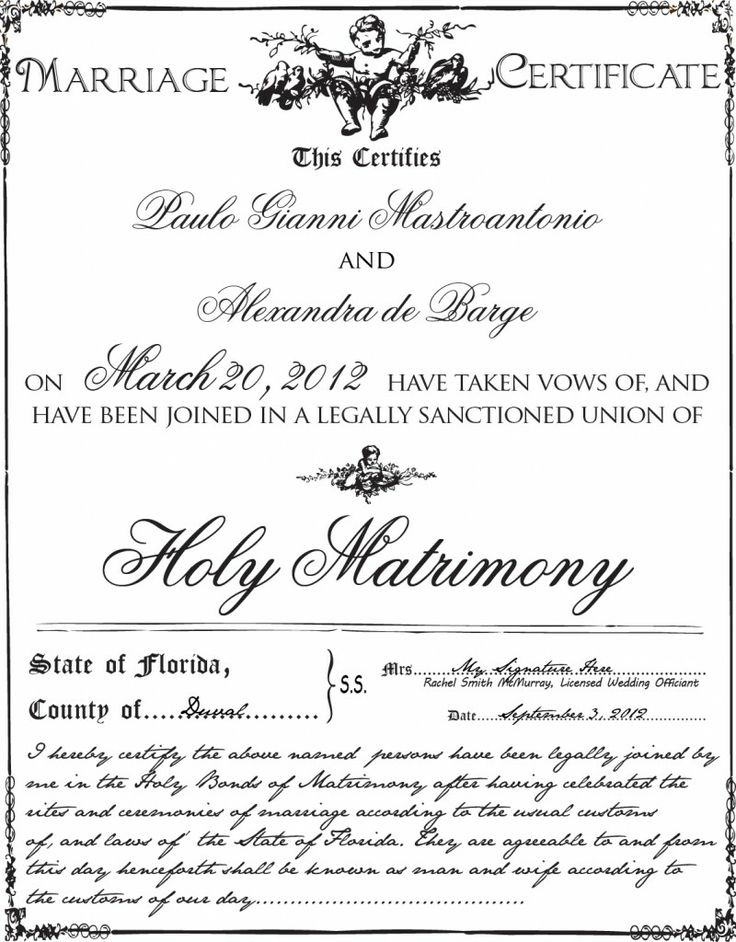 MARRIAGE CERTIFICATE
This Certifies
Paulo Gianni Mastroantonio
AND
Alexandra de Barge
ON March 20, 2012 HAVE TAKEN VOWS OF, AND
HAVE BEEN JOINED IN A LEGALLY SANCTIONED UNION OF
Holy Matrimony
State of Florida,
County of.....Duval..........
S.S.
Mrs.......My Signature Here..............
Rachel Smith McMurray, Licensed Wedding Officiant
Date.....September 3, 2012..............
I hereby certify the above named persons have been legally joined by
me in the Holy Bonds of Matrimony after having celebrated the
rites and ceremonies of marriage according to the usual customs
of, and laws of' the State of Florida. They are agreeable to and from
this day henceforth shall be known as man and wife according to
the customs of our day.......................................